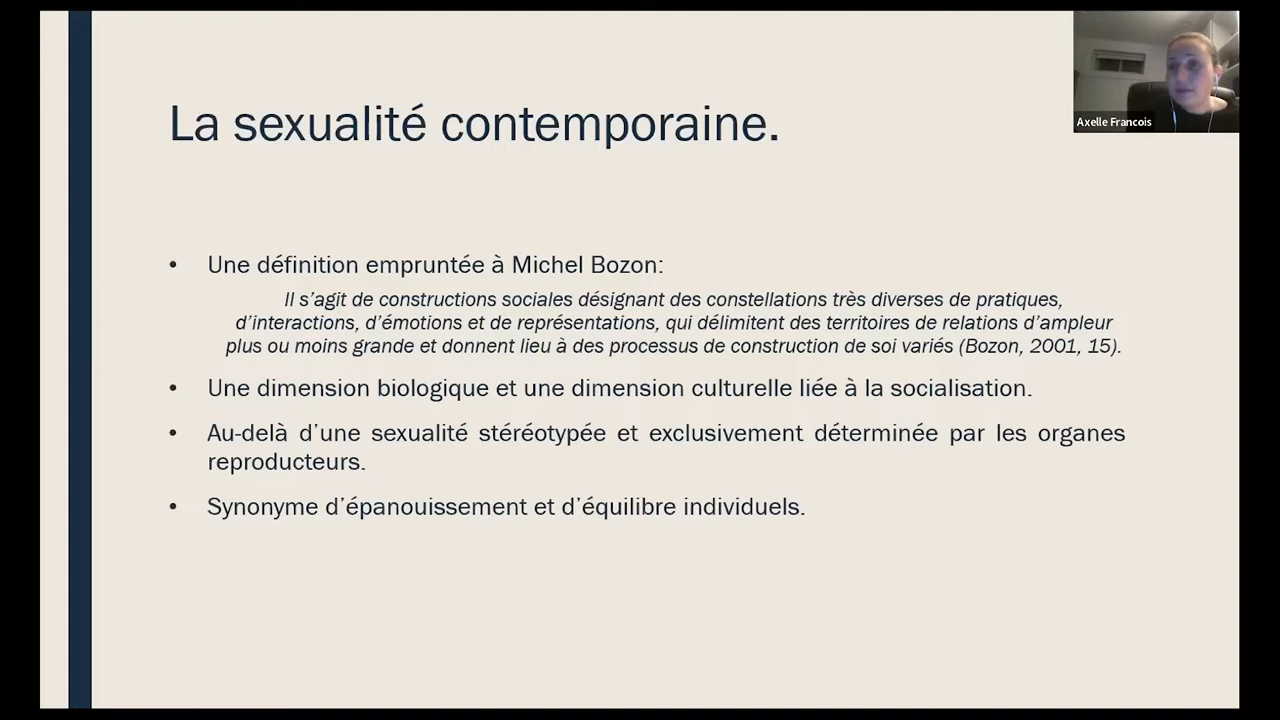 La sexualité contemporaine.
Axelle Francois
• Une définition empruntée à Michel Bozon:
Il s’agit de constructions sociales désignant des constellations très diverses de pratiques,
d’interactions, d’émotions et de représentations, qui délimitent des territoires de relations d’ampleur
plus ou moins grande et donnent lieu à des processus de construction de soi variés (Bozon, 2001, 15).
• Une dimension biologique et une dimension culturelle liée à la socialisation.
• Au-delà d’une sexualité stéréotypée et exclusivement déterminée par les organes
reproducteurs.
• Synonyme d’épanouissement et d’équilibre individuels.